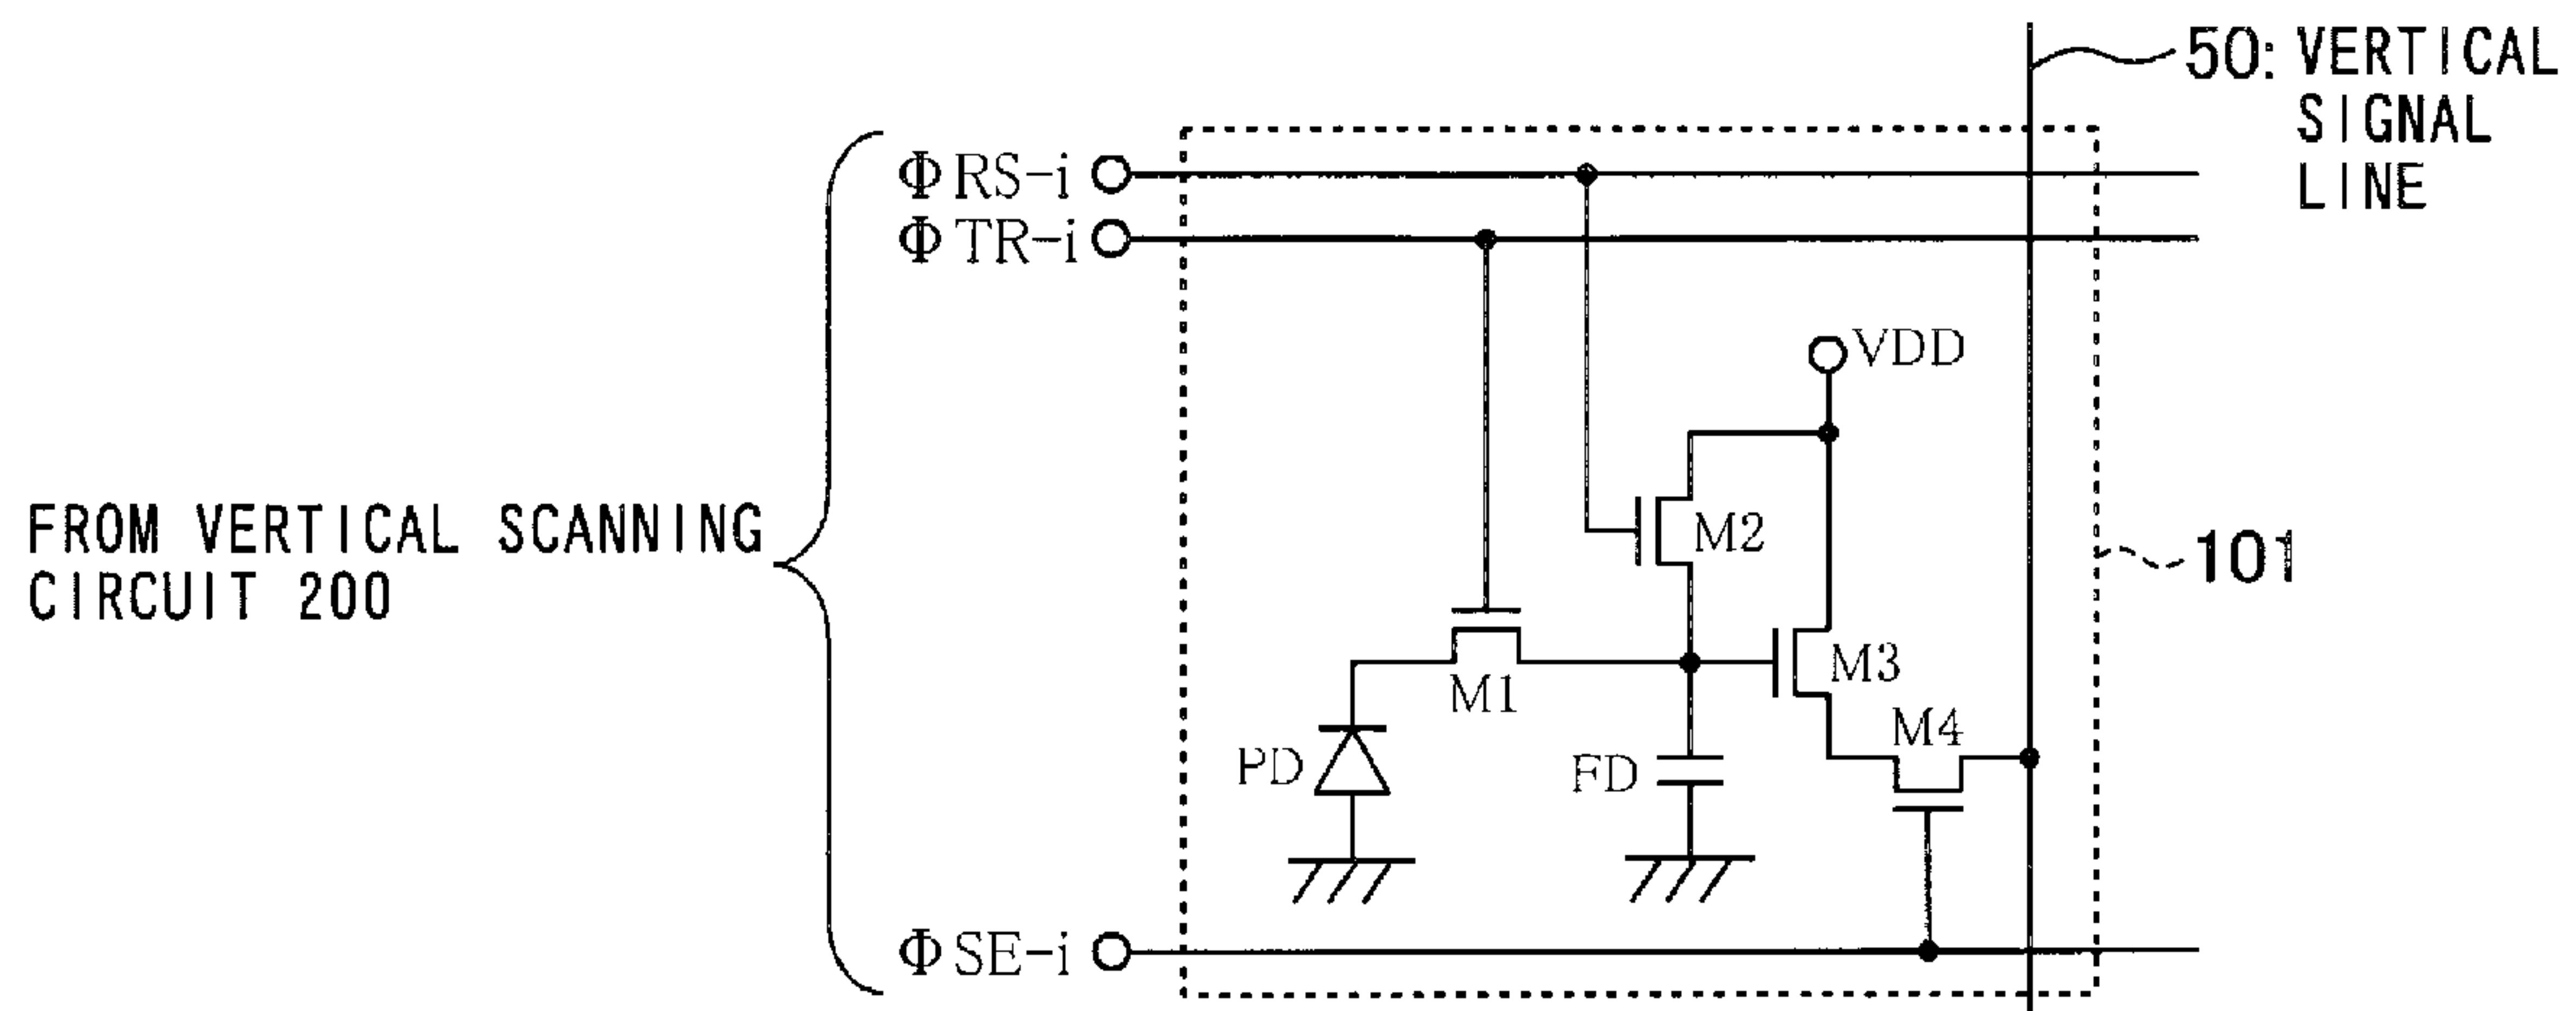 50: VERTICAL
SIGNAL
LINE
ΦRS-i
ΦTR-i
VDD
FROM VERTICAL SCANNING
CIRCUIT 200
M2
101
M1
M3
M4
PD
FD
ΦSE-i